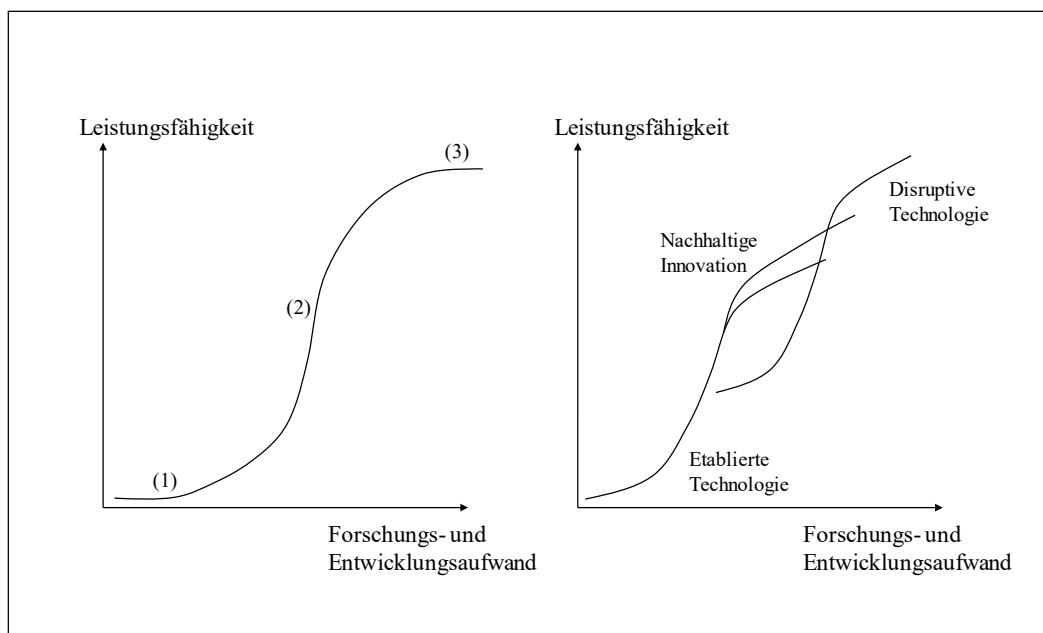 Leistungsfähigkeit
(3)
(2)
(1)
Forschungs- und
Entwicklungsaufwand
Leistungsfähigkeit
Disruptive
Technologie
Nachhaltige
Innovation
Etablierte
Technologie
Forschungs- und
Entwicklungsaufwand